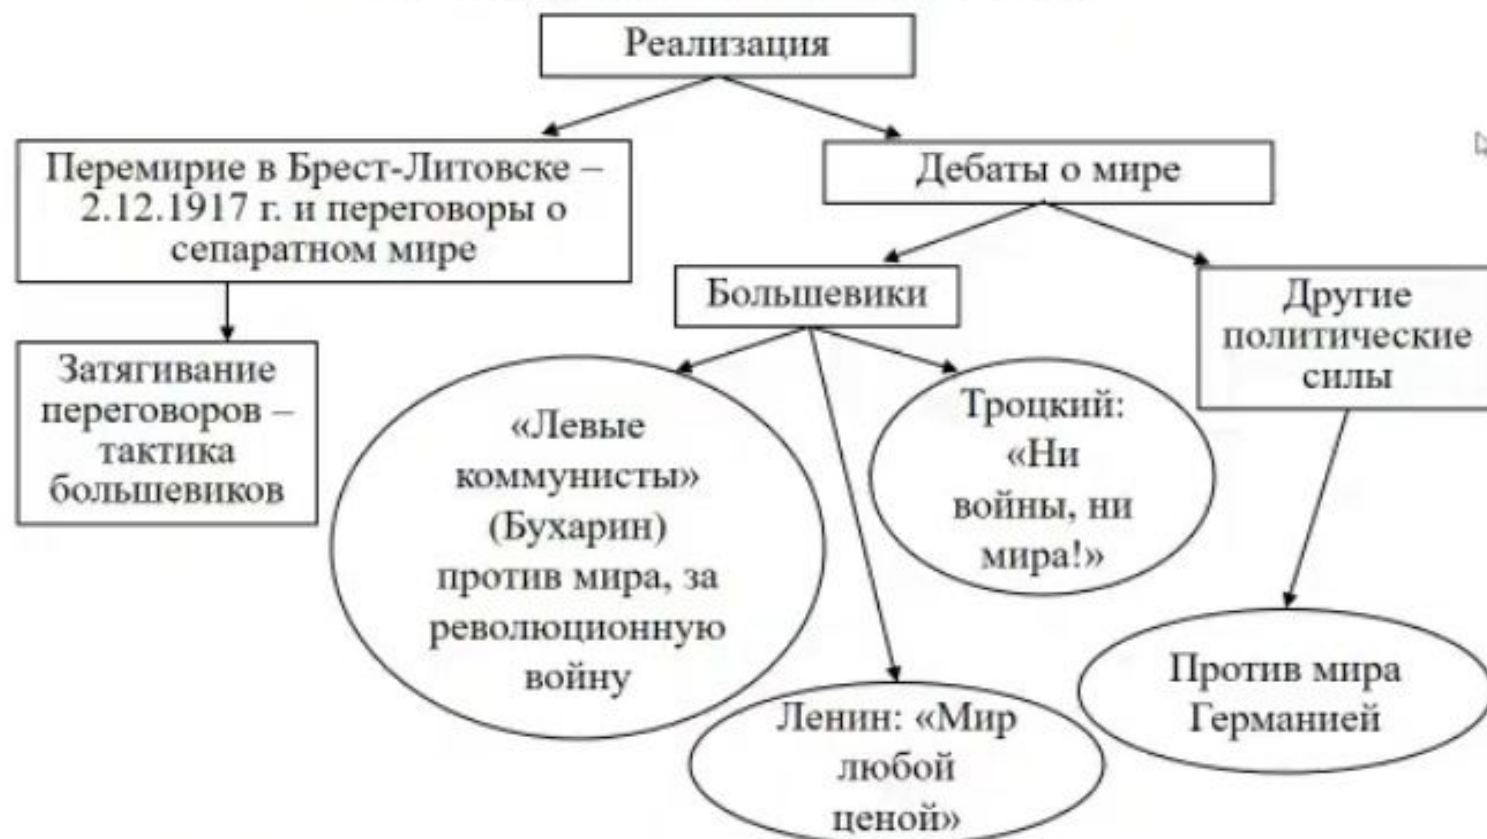 Реализация
Перемирие в Брест-Литовске –
2.12.1917 г. и переговоры о
сепаратном мире
Дебаты о мире
Затягивание
переговоров –
тактика
большевиков
Большевики
Другие
политические
силы
«Левые
коммунисты»
(Бухарин)
против мира, за
революционную
войну
Троцкий:
«Ни
войны, ни
мира!»
Ленин: «Мир
любой
ценой»
Против мира
Германией